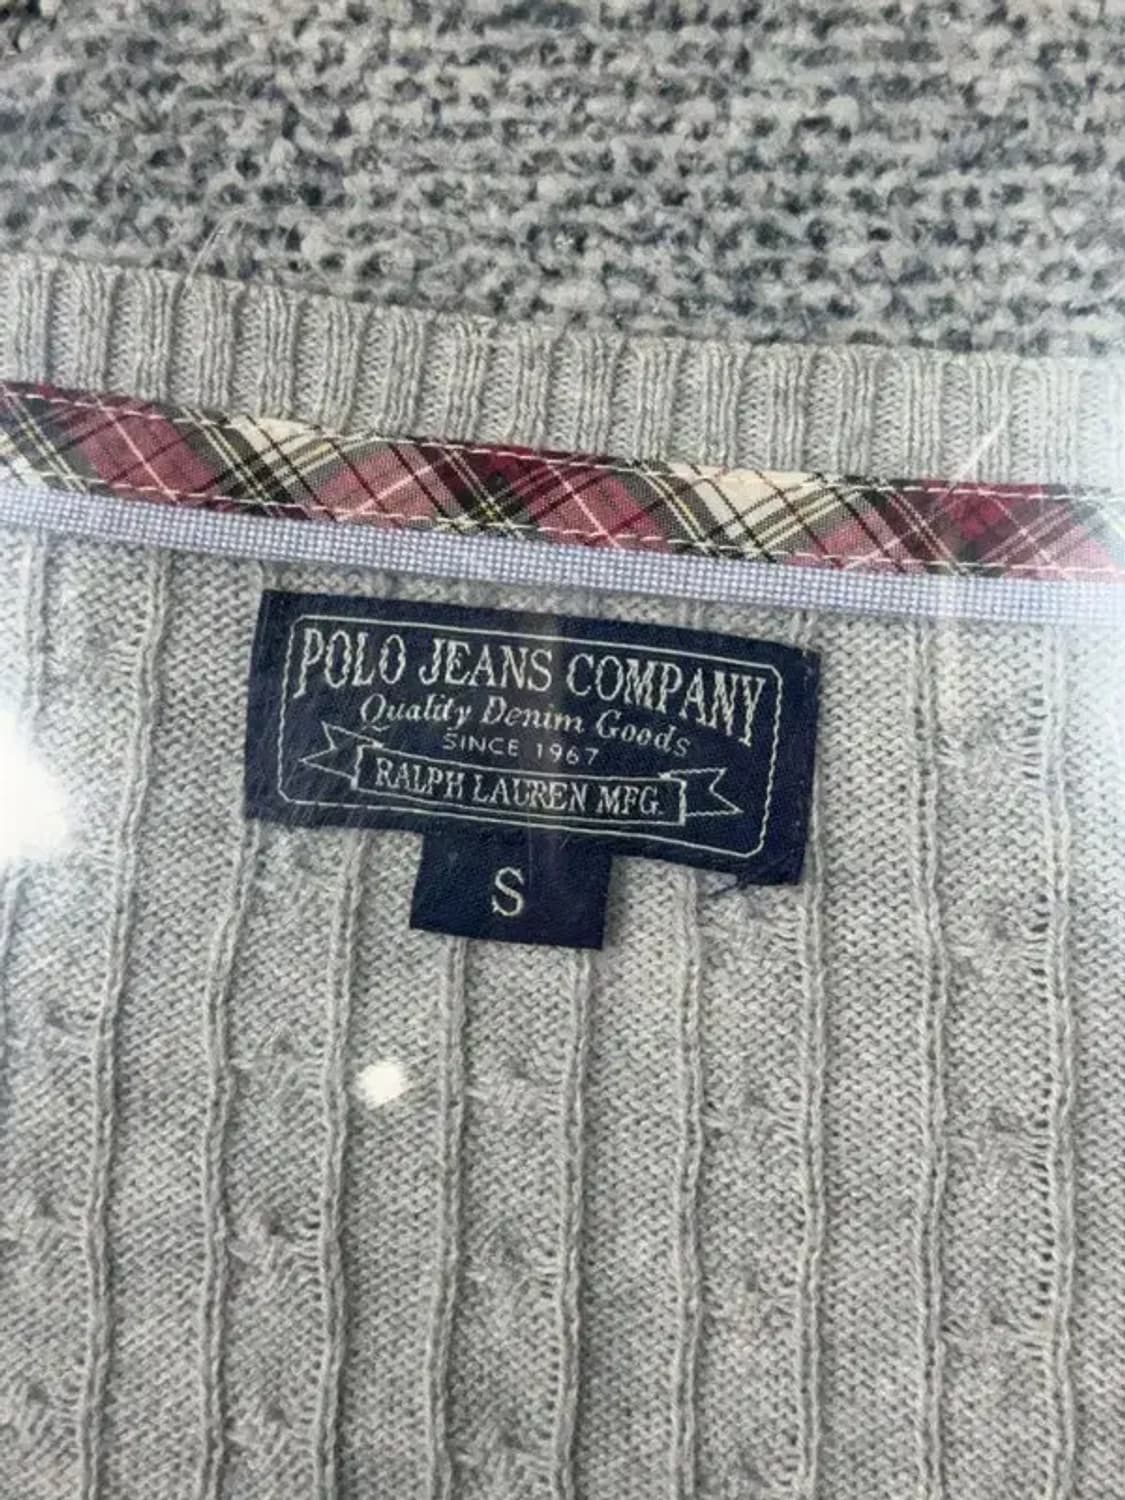 POLO JEANS COMPANY
Quality Denim Goods
SINCE 1967
RALPH LAUREN MFG.
S